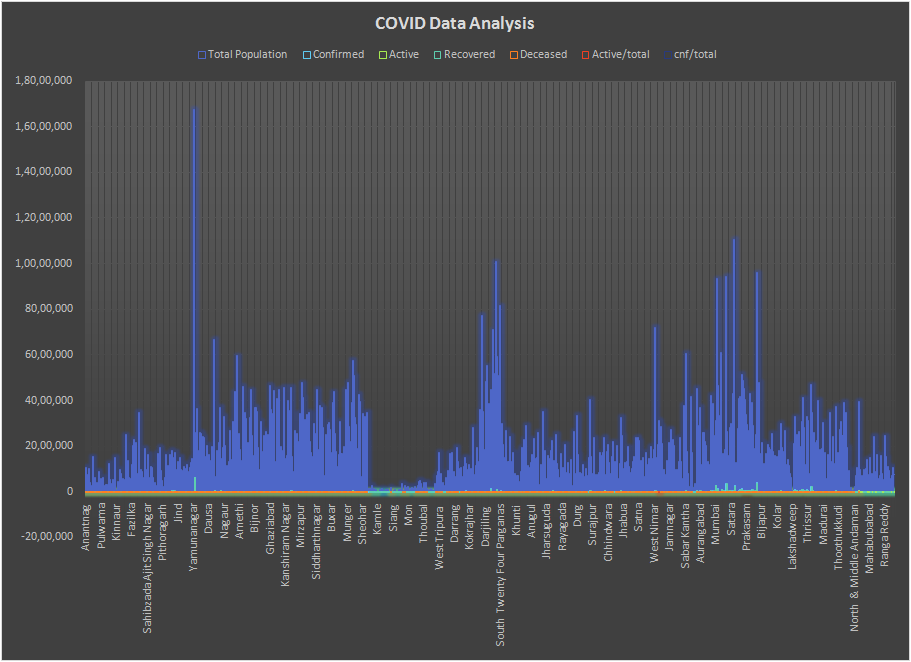 COVID Data Analysis
Total Population Confirmed Active Recovered Deceased Active/total cnf/total
1,80,00,000
1,60,00,000
1,40,00,000
1,20,00,000
1,00,00,000
80,00,000
60,00,000
40,00,000
20,00,000
0
-20,00,000
Anantnag
Pulwama
Kinnaur
Fazilka
Sahibzada Ajit Singh Nagar
Pithoragarh
Jind
Yamunanagar
Dausa
Nagaur
Amethi
Bijnor
Ghaziabad
Kanshiram Nagar
Mirzapur
Siddharthnagar
Buxar
Munger
Sheohar
Kamle
Siang
Mon
Thoubal
West Tripura
Darrang
Kokrajhar
Darjiling
South Twenty Four Parganas
Khunti
Anugul
Jharsuguda
Rayagada
Durg
Surajpur
Chhindwara
Jhabua
Satna
West Nimar
Jamnagar
Sabar Kantha
Aurangabad
Mumbai
Satara
Prakasam
Bijapur
Kolar
Lakshadweep
Thrissur
Madurai
Thoothukkudi
North & Middle Andaman
Mahabubabad
Ranga Reddy